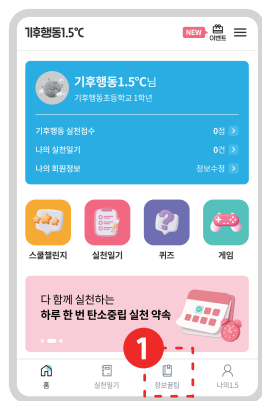 기후행동1.5℃
NEW
이벤트
기후행동1.5℃님
기후행동초등학교 1학년
기후행동 실천점수 0점 >
나의 실천일기 0건 >
나의 회원정보 정보수정 >
스쿨챌린지 실천일기 퀴즈 게임
다 함께 실천하는
하루 한 번 탄소중립 실천 약속
1
홈 실천일기 정보꿀팁 나의1.5